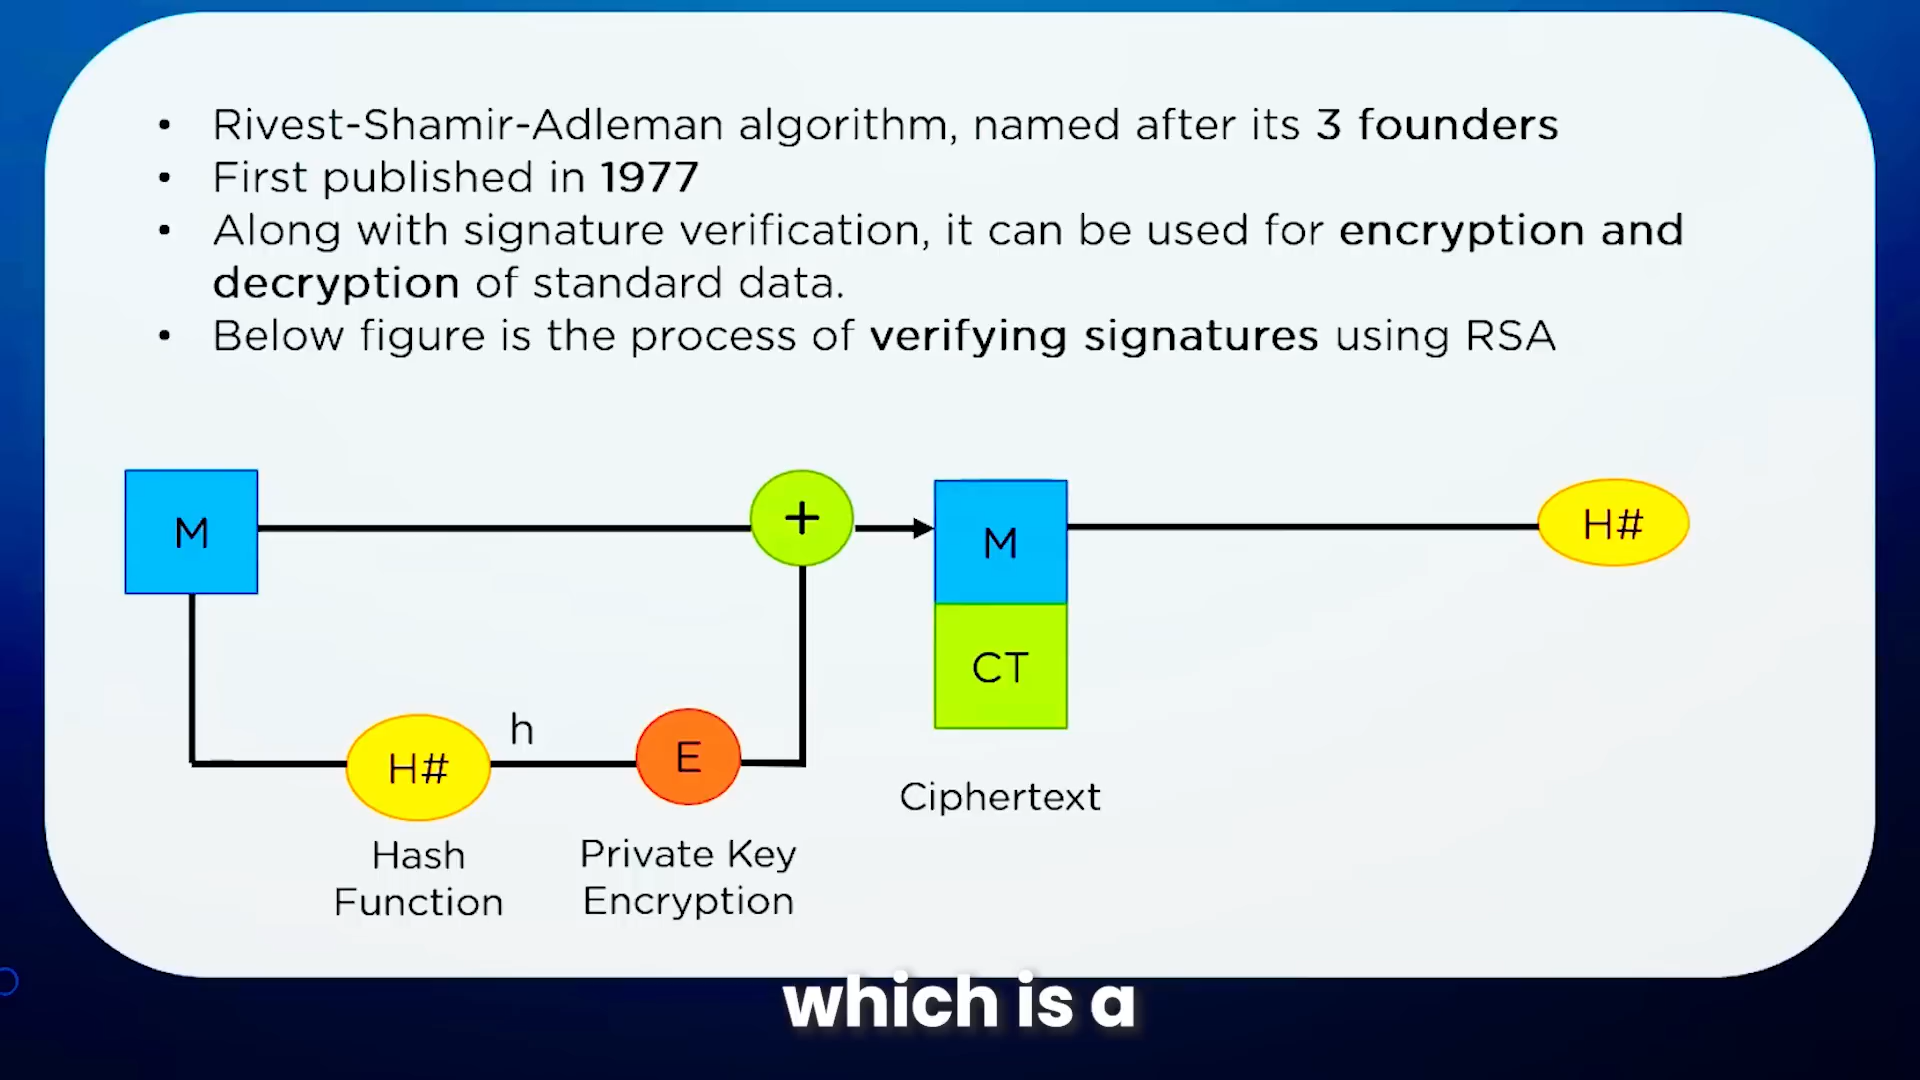 • Rivest-Shamir-Adleman algorithm, named after its 3 founders
• First published in 1977
• Along with signature verification, it can be used for encryption and
decryption of standard data.
• Below figure is the process of verifying signatures using RSA
M
+
M
H#
CT
h
H#
E
Ciphertext
Hash
Function
Private Key
Encryption
which is a